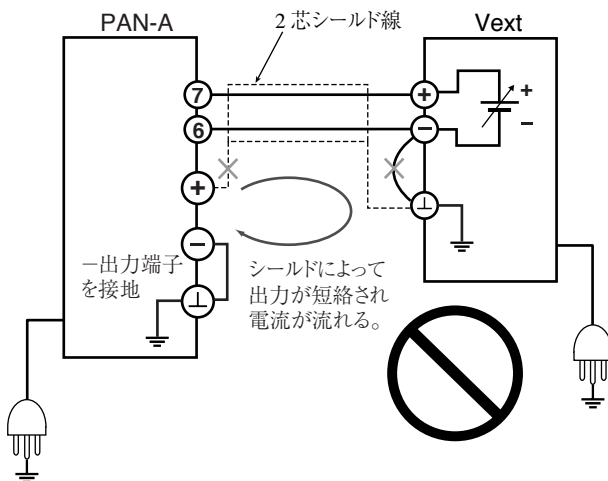 PAN-A
2芯シールド線
Vext
7
6
+
−
⊥
+
−
⊥
+
−
−出力端子
を接地
シールドによって
出力が短絡され
電流が流れる。